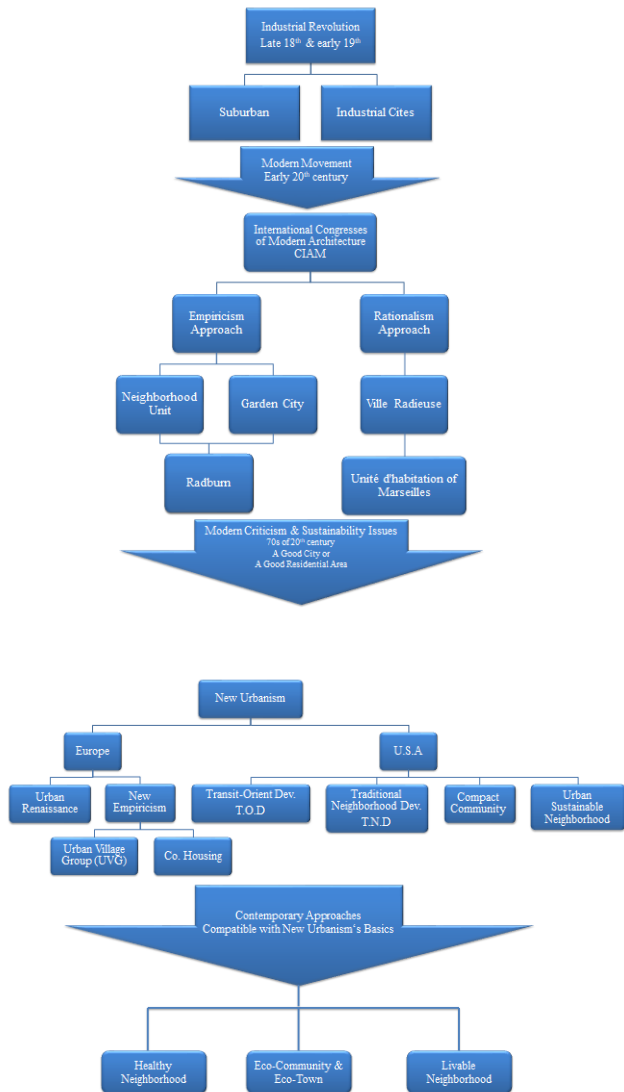 Industrial Revolution
Late 18th & early 19th
Suburban
Industrial Cites
Modern Movement
Early 20th century
International Congresses
of Modern Architecture
CIAM
Empiricism
Approach
Rationalism
Approach
Neighborhood
Unit
Garden City
Ville Radieuse
Radburn
Unité d'habitation of
Marseilles
Modern Criticism & Sustainability Issues
70s of 20th century
A Good City or
A Good Residential Area
New Urbanism
Europe
U.S.A
Urban
Renaissance
New
Empiricism
Transit-Orient Dev.
T.O.D
Traditional
Neighborhood Dev.
T.N.D
Compact
Community
Urban
Sustainable
Neighborhood
Urban Village
Group (UVG)
Co. Housing
Contemporary Approaches
Compatible with New Urbanism's Basics
Healthy
Neighborhood
Eco-Community &
Eco-Town
Livable
Neighborhood